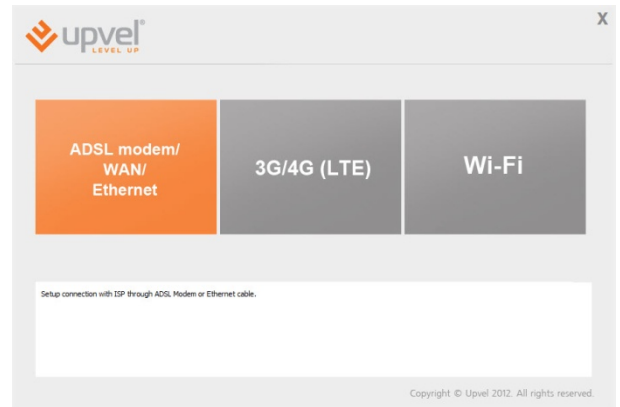 X
upvel®
LEVEL UP
ADSL modem/
WAN/
Ethernet
3G/4G (LTE)
Wi-Fi
Setup connection with ISP through ADSL Modem or Ethernet cable.
Copyright © Upvel 2012. All rights reserved.